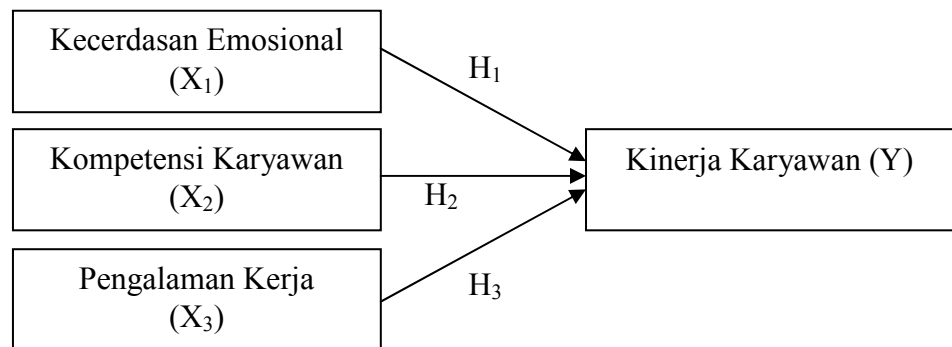 Kecerdasan Emosional
(X₁)
H₁
Kompetensi Karyawan
(X₂)
H₂
Kinerja Karyawan (Y)
Pengalaman Kerja
(X₃)
H₃